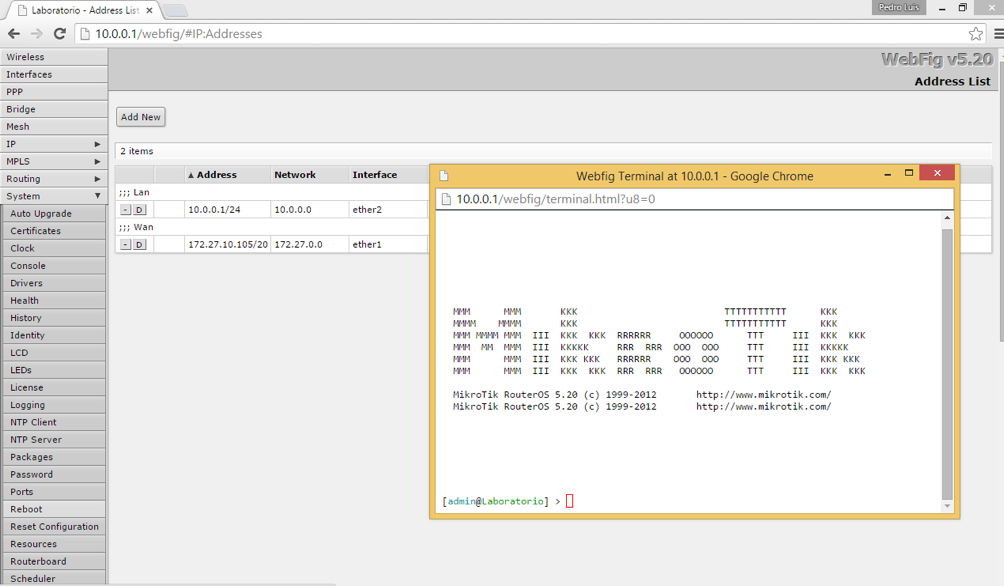 Laboratorio - Address List
Pedro Luis
10.0.0.1/webfig/#IP:Addresses
WebFig v5.20
Address List
Wireless
Interfaces
PPP
Bridge
Mesh
IP
MPLS
Routing
System
Auto Upgrade
Certificates
Clock
Console
Drivers
Health
History
Identity
LCD
LEDs
License
Logging
NTP Client
NTP Server
Packages
Password
Ports
Reboot
Reset Configuration
Resources
Routerboard
Scheduler
Add New
2 items
▲ Address Network Interface
;;; Lan
- D 10.0.0.1/24 10.0.0.0 ether2
;;; Wan
- D 172.27.10.105/20 172.27.0.0 ether1
Webfig Terminal at 10.0.0.1 - Google Chrome
10.0.0.1/webfig/terminal.html?u8=0
MMM MMM KKK TTTTTTTTTTT KKK
MMMM MMMM KKK TTTTTTTTTTT KKK
MMM MMMM MMM III KKK KKK RRRRRR OOOOOO TTT III KKK KKK
MMM MM MMM III KKKKK RRR RRR OOO OOO TTT III KKKKK
MMM MMM III KKK KKK RRRRRR OOO OOO TTT III KKK KKK
MMM MMM III KKK KKK RRR RRR OOOOOO TTT III KKK KKK
MikroTik RouterOS 5.20 (c) 1999-2012 http://www.mikrotik.com/
MikroTik RouterOS 5.20 (c) 1999-2012 http://www.mikrotik.com/
[admin@Laboratorio] >